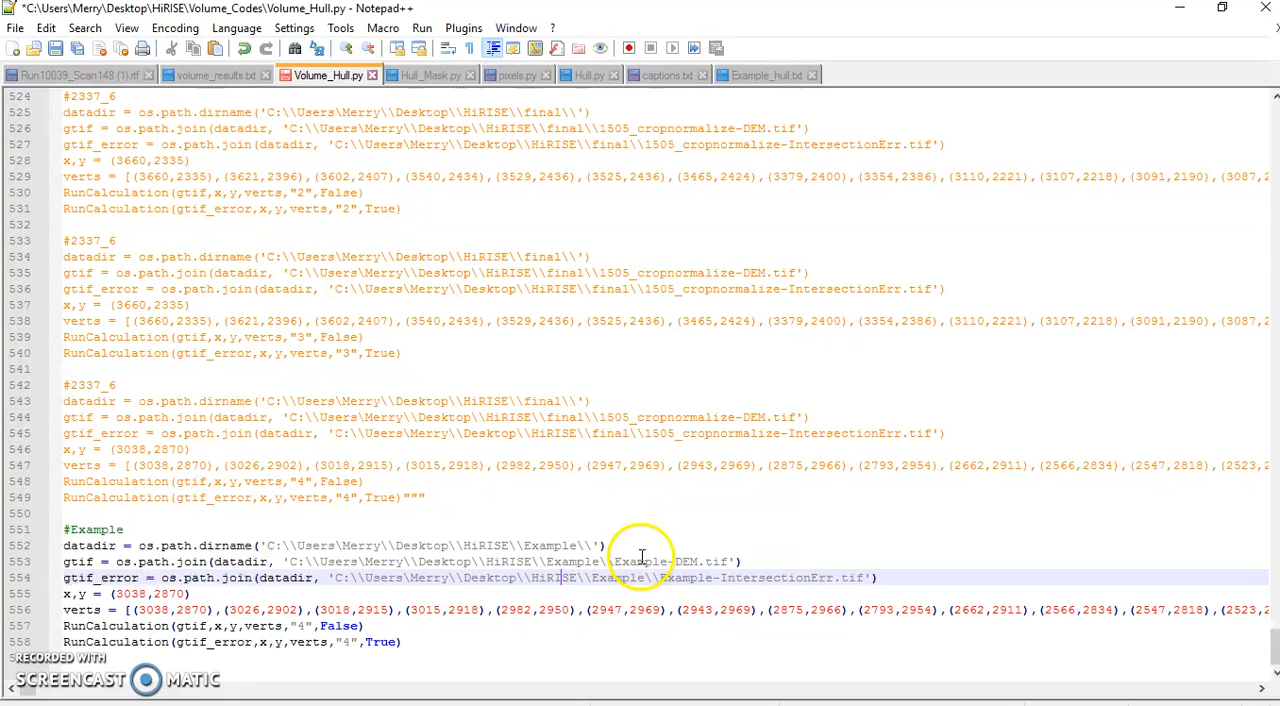 *C:\Users\Merry\Desktop\HiRISE\Volume_Codes\Volume_Hull.py - Notepad++
File Edit Search View Encoding Language Settings Tools Macro Run Plugins Window ?
Run10039_Scan148 (1).rtf volume_results.txt Volume_Hull.py Hull_Mask.py pixels.py Hull.py captions.txt Example_hull.txt
524 #2337_6
525 datadir = os.path.dirname('C:\\Users\Merry\\Desktop\\HiRISE\\final\\')
526 gtif = os.path.join(datadir, 'C:\\Users\Merry\\Desktop\\HiRISE\\final\\1505_cropnormalize-DEM.tif')
527 gtif_error = os.path.join(datadir, 'C:\\Users\Merry\\Desktop\\HiRISE\\final\\1505_cropnormalize-IntersectionErr.tif')
528 x,y = (3660,2335)
529 verts = [(3660,2335),(3621,2396),(3602,2407),(3540,2434),(3529,2436),(3525,2436),(3465,2424),(3379,2400),(3354,2386),(3110,2221),(3107,2218),(3091,2190),(3087,2
530 RunCalculation(gtif,x,y,verts,"2",False)
531 RunCalculation(gtif_error,x,y,verts,"2",True)
532
533 #2337_6
534 datadir = os.path.dirname('C:\\Users\Merry\\Desktop\\HiRISE\\final\\')
535 gtif = os.path.join(datadir, 'C:\\Users\Merry\\Desktop\\HiRISE\\final\\1505_cropnormalize-DEM.tif')
536 gtif_error = os.path.join(datadir, 'C:\\Users\Merry\\Desktop\\HiRISE\\final\\1505_cropnormalize-IntersectionErr.tif')
537 x,y = (3660,2335)
538 verts = [(3660,2335),(3621,2396),(3602,2407),(3540,2434),(3529,2436),(3525,2436),(3465,2424),(3379,2400),(3354,2386),(3110,2221),(3107,2218),(3091,2190),(3087,2
539 RunCalculation(gtif,x,y,verts,"3",False)
540 RunCalculation(gtif_error,x,y,verts,"3",True)
541
542 #2337_6
543 datadir = os.path.dirname('C:\\Users\Merry\\Desktop\\HiRISE\\final\\')
544 gtif = os.path.join(datadir, 'C:\\Users\Merry\\Desktop\\HiRISE\\final\\1505_cropnormalize-DEM.tif')
545 gtif_error = os.path.join(datadir, 'C:\\Users\Merry\\Desktop\\HiRISE\\final\\1505_cropnormalize-IntersectionErr.tif')
546 x,y = (3038,2870)
547 verts = [(3038,2870),(3026,2902),(3018,2915),(3015,2918),(2982,2950),(2947,2969),(2943,2969),(2875,2966),(2793,2954),(2662,2911),(2566,2834),(2547,2818),(2523,2
548 RunCalculation(gtif,x,y,verts,"4",False)
549 RunCalculation(gtif_error,x,y,verts,"4",True)"""
550
551 #Example
552 datadir = os.path.dirname('C:\\Users\Merry\\Desktop\\HiRISE\\Example\\')
553 gtif = os.path.join(datadir, 'C:\\Users\Merry\\Desktop\\HiRISE\\Example\\Example-DEM.tif')
554 gtif_error = os.path.join(datadir, 'C:\\Users\Merry\\Desktop\\HiRISE\\Example\\Example-IntersectionErr.tif')
555 x,y = (3038,2870)
556 verts = [(3038,2870),(3026,2902),(3018,2915),(3015,2918),(2982,2950),(2947,2969),(2943,2969),(2875,2966),(2793,2954),(2662,2911),(2566,2834),(2547,2818),(2523,2
557 RunCalculation(gtif,x,y,verts,"4",False)
558 RunCalculation(gtif_error,x,y,verts,"4",True)
RECORDED WITH
SCREENCAST MATIC